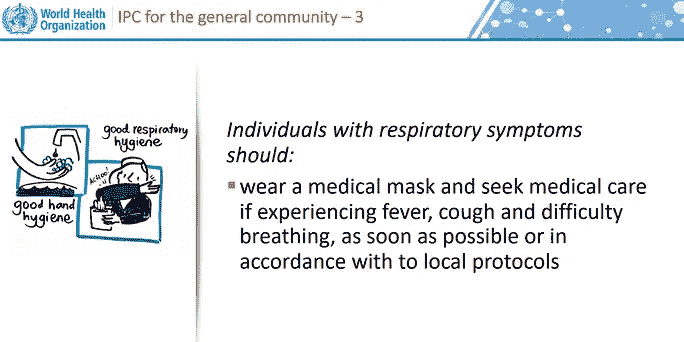 World Health
Organization
IPC for the general community – 3
good respiratory
hygiene
ACHOO!
good hand
hygiene
Individuals with respiratory symptoms
should:
wear a medical mask and seek medical care
if experiencing fever, cough and difficulty
breathing, as soon as possible or in
accordance with to local protocols